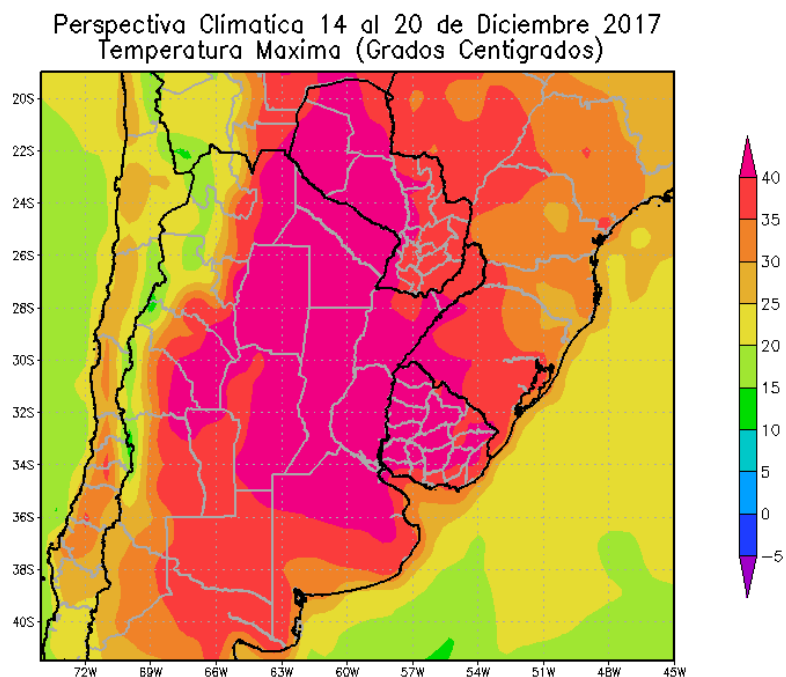 Perspectiva Climatica 14 al 20 de Diciembre 2017
Temperatura Maxima (Grados Centigrados)
20S
22S
24S
26S
28S
30S
32S
34S
36S
38S
40S
72W 69W 66W 63W 60W 57W 54W 51W 48W 45W
40
35
30
25
20
15
10
5
0
−5